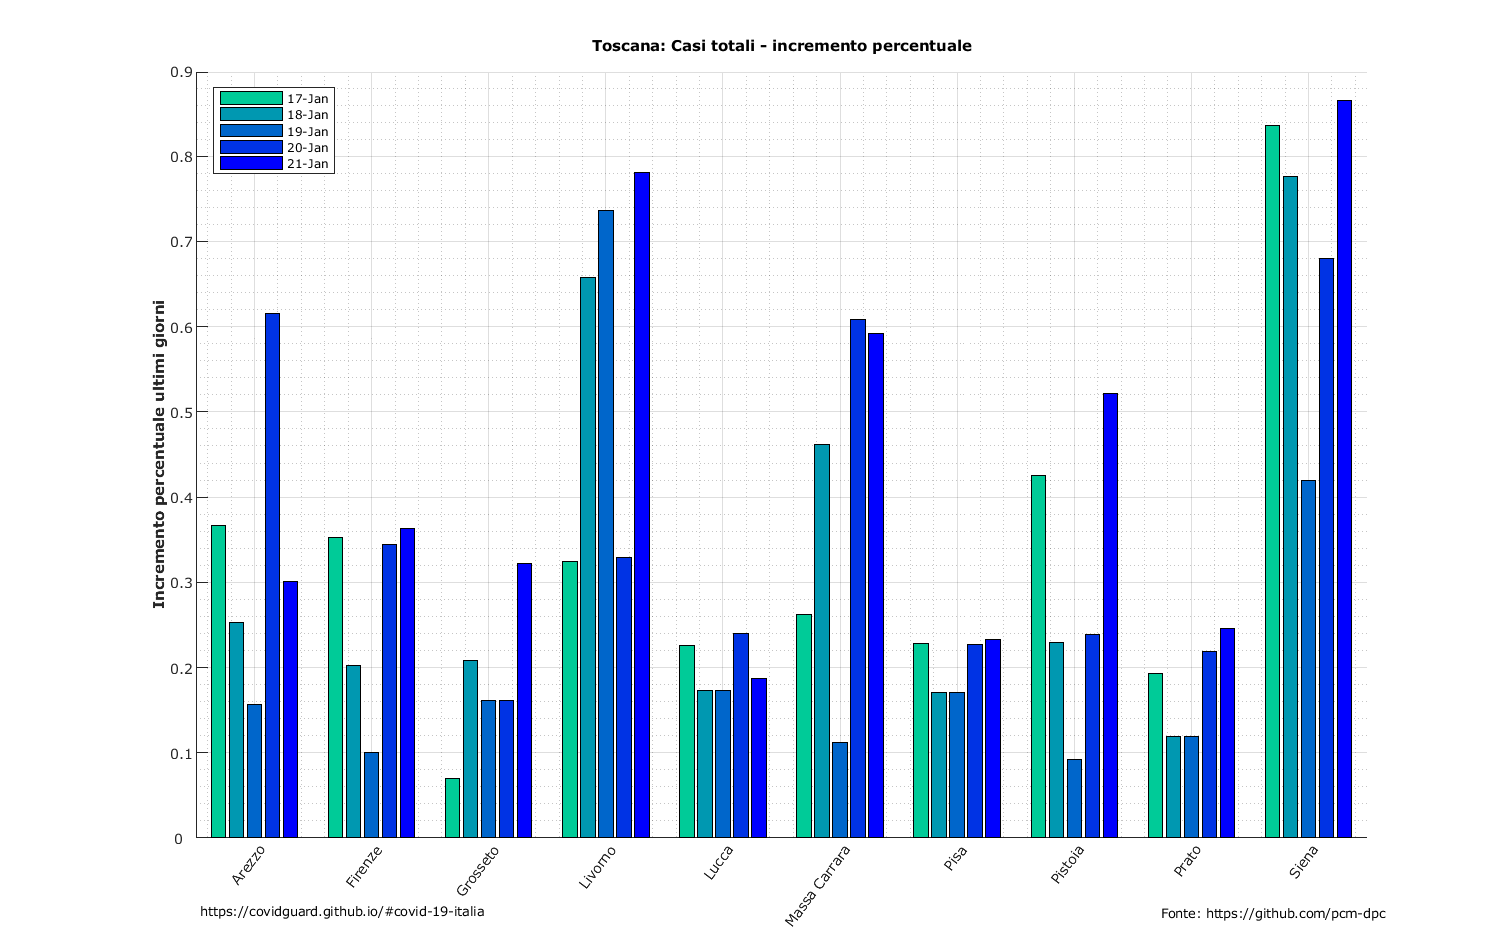 Toscana: Casi totali - incremento percentuale
0.9
0.8
0.7
0.6
0.5
0.4
0.3
0.2
0.1
0
Incremento percentuale ultimi giorni
17-Jan
18-Jan
19-Jan
20-Jan
21-Jan
Arezzo
Firenze
Grosseto
Livorno
Lucca
Massa Carrara
Pisa
Pistoia
Prato
Siena
https://covidguard.github.io/#covid-19-italia
Fonte: https://github.com/pcm-dpc